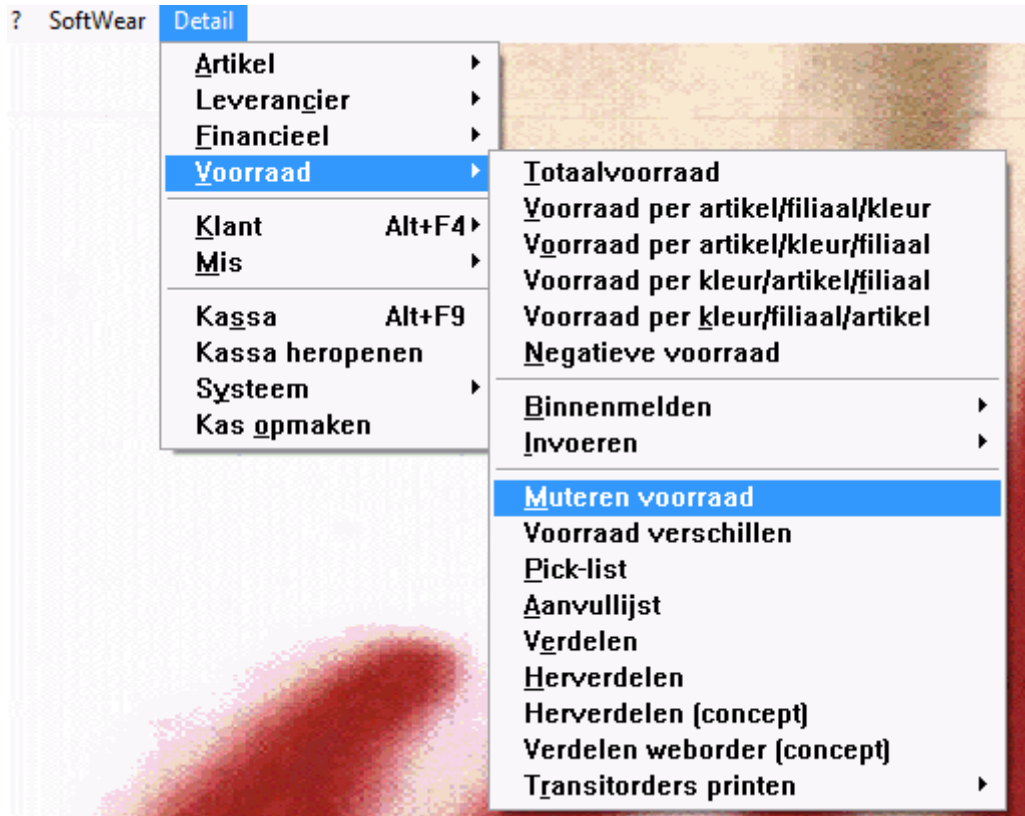 ? SoftWear Detail
Artikel
Leverancier
Financieel
Voorraad
Klant Alt+F4
Mis
Kassa Alt+F9
Kassa heropenen
Systeem
Kas opmaken
Totaalvoorraad
Voorraad per artikel/filiaal/kleur
Voorraad per artikel/kleur/filiaal
Voorraad per kleur/artikel/filiaal
Voorraad per kleur/filiaal/artikel
Negatieve voorraad
Binnenmelden
Invoeren
Muteren voorraad
Voorraad verschillen
Pick-list
Aanvullijst
Verdelen
Herverdelen
Herverdelen (concept)
Verdelen weborder (concept)
Transitorders printen